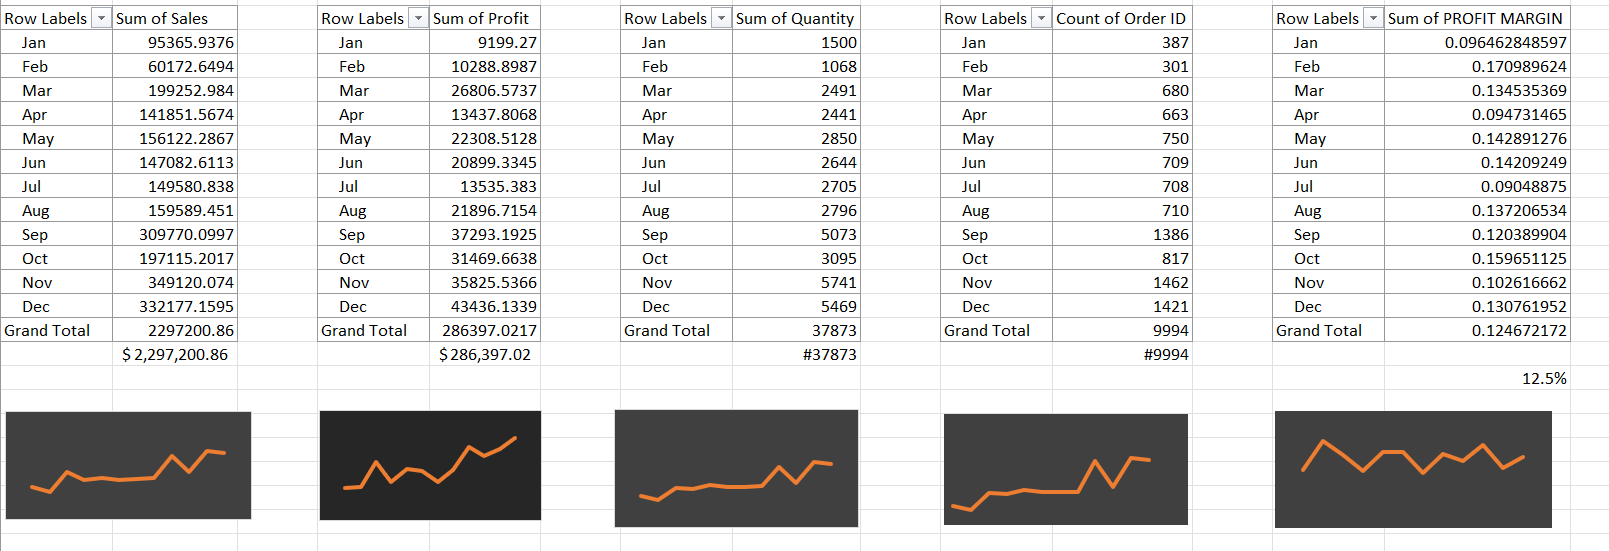 Row Labels Sum of Sales Row Labels Sum of Profit Row Labels Sum of Quantity Row Labels Count of Order ID Row Labels Sum of PROFIT MARGIN
Jan 95365.9376 Jan 9199.27 Jan 1500 Jan 387 Jan 0.096462848597
Feb 60172.6494 Feb 10288.8987 Feb 1068 Feb 301 Feb 0.170989624
Mar 199252.984 Mar 26806.5737 Mar 2491 Mar 680 Mar 0.134535369
Apr 141851.5674 Apr 13437.8068 Apr 2441 Apr 663 Apr 0.094731465
May 156122.2867 May 22308.5128 May 2850 May 750 May 0.142891276
Jun 147082.6113 Jun 20899.3345 Jun 2644 Jun 709 Jun 0.14209249
Jul 149580.838 Jul 13535.383 Jul 2705 Jul 708 Jul 0.09048875
Aug 159589.451 Aug 21896.7154 Aug 2796 Aug 710 Aug 0.137206534
Sep 309770.0997 Sep 37293.1925 Sep 5073 Sep 1386 Sep 0.120389904
Oct 197115.2017 Oct 31469.6638 Oct 3095 Oct 817 Oct 0.159651125
Nov 349120.074 Nov 35825.5366 Nov 5741 Nov 1462 Nov 0.102616662
Dec 332177.1595 Dec 43436.1339 Dec 5469 Dec 1421 Dec 0.130761952
Grand Total 2297200.86 Grand Total 286397.0217 Grand Total 37873 Grand Total 9994 Grand Total 0.124672172
$ 2,297,200.86 $ 286,397.02 #37873 #9994
12.5%